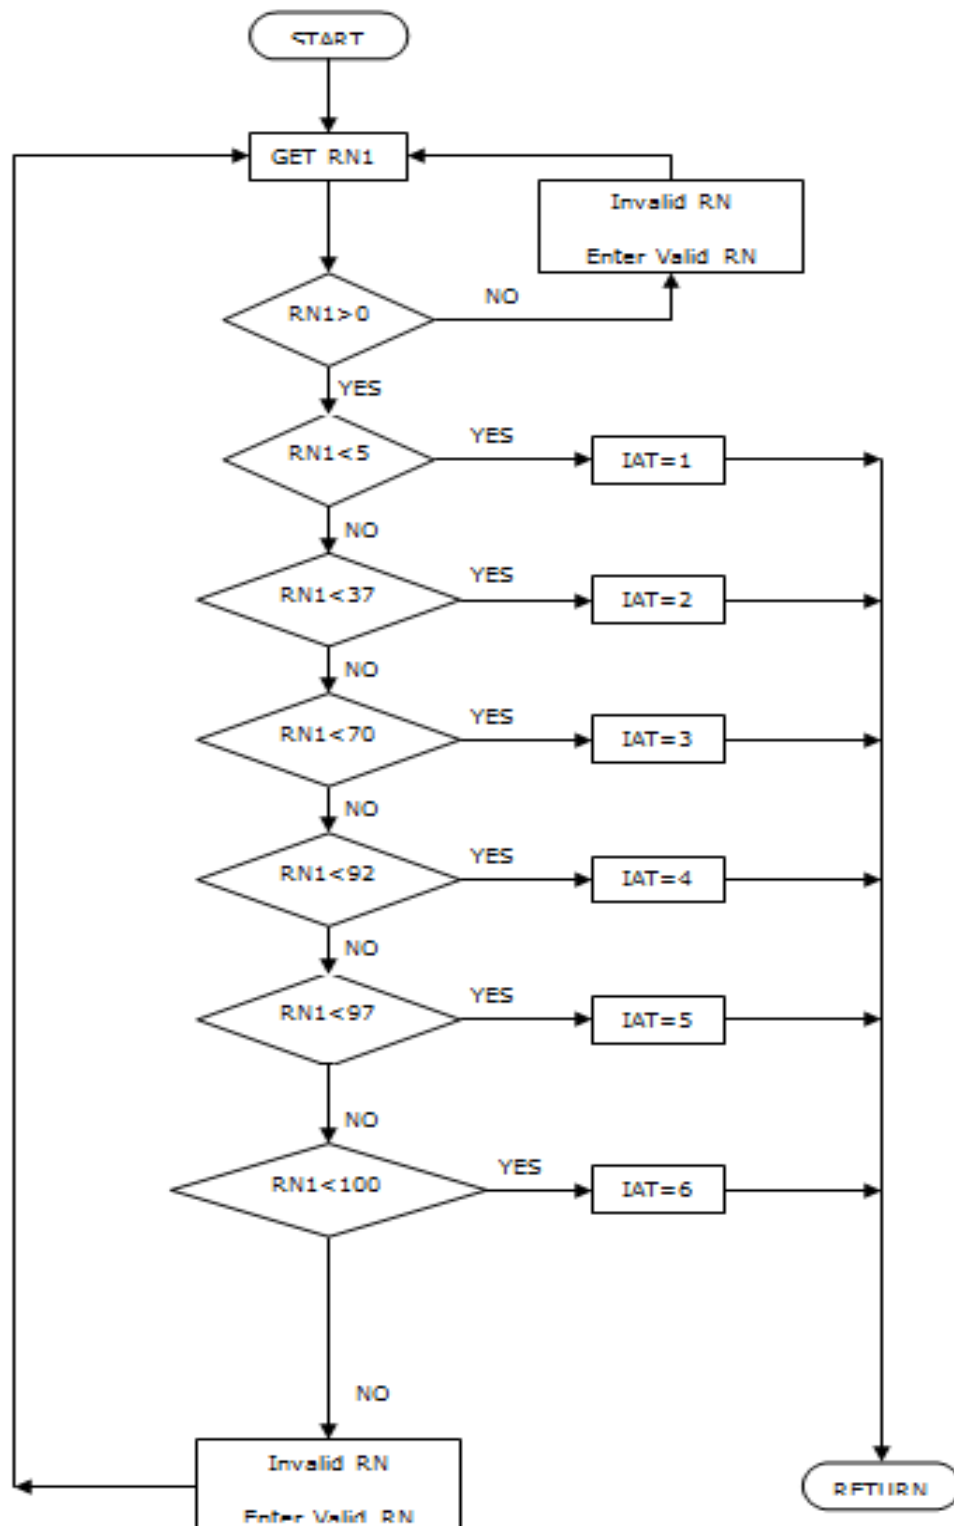 START
GET RN1
Invalid RN
Enter Valid RN
RN1>0
NO
YES
RN1<5
YES
IAT=1
NO
RN1<37
YES
IAT=2
NO
RN1<70
YES
IAT=3
NO
RN1<92
YES
IAT=4
NO
RN1<97
YES
IAT=5
NO
RN1<100
YES
IAT=6
NO
Invalid RN
Enter Valid RN
RETURN